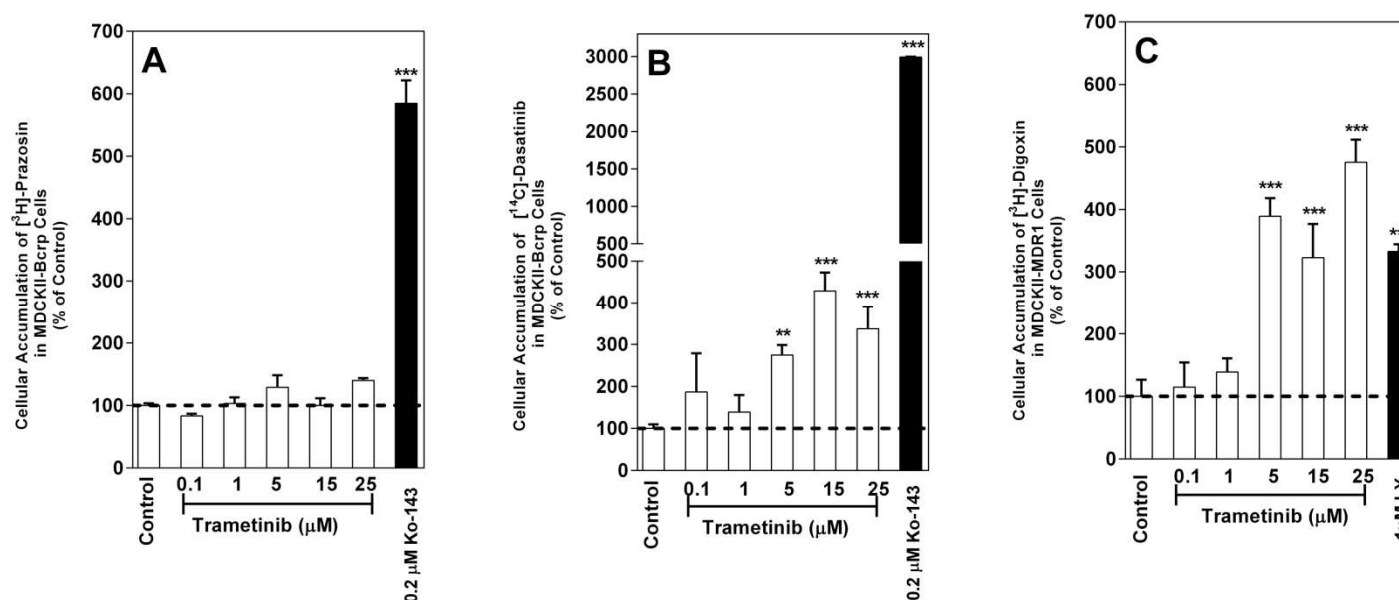 A
Cellular Accumulation of [³H]-Prazosin
in MDCKII-Bcrp Cells
(% of Control)
700
600
500
400
300
200
100
0
***
Control
0.1 1 5 15 25
Trametinib (μM)
0.2 μM Ko-143
B
Cellular Accumulation of [¹⁴C]-Dasatinib
in MDCKII-Bcrp Cells
(% of Control)
3000
2500
2000
1500
1000
500
500
400
300
200
100
0
**
***
***
***
Control
0.1 1 5 15 25
Trametinib (μM)
0.2 μM Ko-143
C
Cellular Accumulation of [³H]-Digoxin
in MDCKII-MDR1 Cells
(% of Control)
700
600
500
400
300
200
100
0
***
***
***
Control
0.1 1 5 15 25
Trametinib (μM)